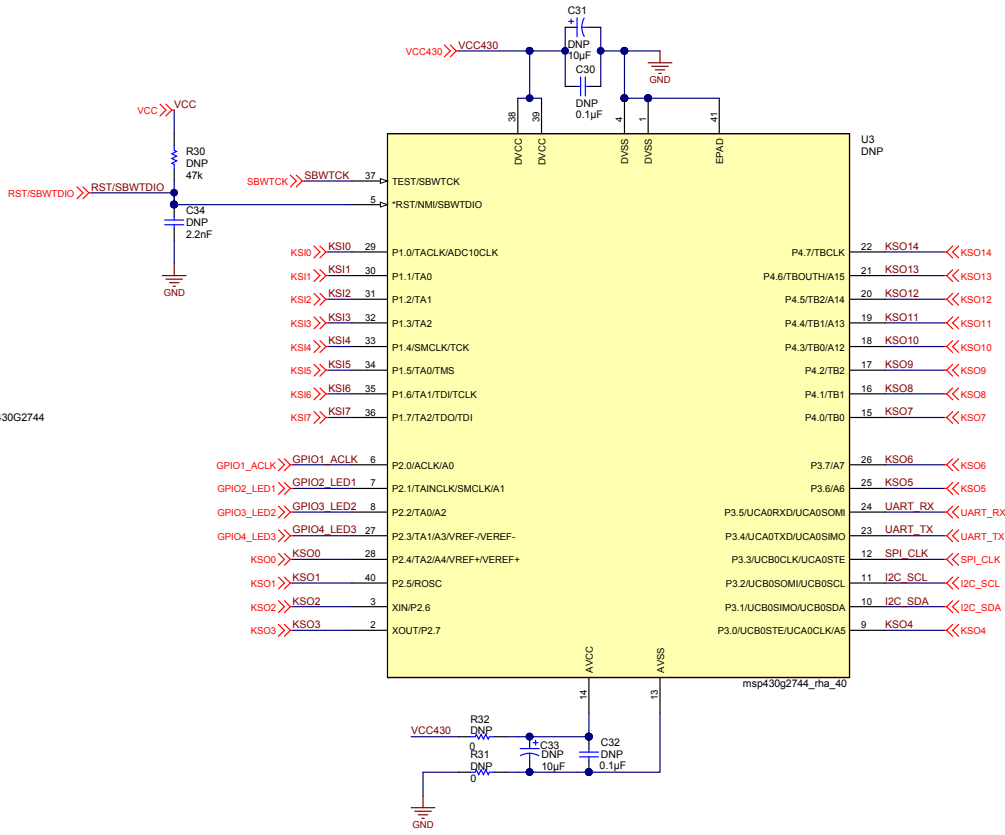 C31
+
DNP
10µF
C30
DNP
0.1µF
VCC430
VCC430
GND
VCC
VCC
R30
DNP
47k
RST/SBWTDIO
RST/SBWTDIO
C34
DNP
2.2nF
GND
38
39
4
1
41
DVCC
DVCC
DVSS
DVSS
EPAD
U3
DNP
SBWTCK
SBWTCK
37
TEST/SBWTCK
5
*RST/NMI/SBWTDIO
KSI0 KSI0 29 P1.0/TACLK/ADC10CLK
KSI1 KSI1 30 P1.1/TA0
KSI2 KSI2 31 P1.2/TA1
KSI3 KSI3 32 P1.3/TA2
KSI4 KSI4 33 P1.4/SMCLK/TCK
KSI5 KSI5 34 P1.5/TA0/TMS
KSI6 KSI6 35 P1.6/TA1/TDI/TCLK
KSI7 KSI7 36 P1.7/TA2/TDO/TDI
30G2744
GPIO1_ACLK GPIO1_ACLK 6 P2.0/ACLK/A0
GPIO2_LED1 GPIO2_LED1 7 P2.1/TAINCLK/SMCLK/A1
GPIO3_LED2 GPIO3_LED2 8 P2.2/TA0/A2
GPIO4_LED3 GPIO4_LED3 27 P2.3/TA1/A3/VREF-/VEREF-
KSO0 KSO0 28 P2.4/TA2/A4/VREF+/VEREF+
KSO1 KSO1 40 P2.5/ROSC
KSO2 KSO2 3 XIN/P2.6
KSO3 KSO3 2 XOUT/P2.7
P4.7/TBCLK 22 KSO14 KSO14
P4.6/TBOUTH/A15 21 KSO13 KSO13
P4.5/TB2/A14 20 KSO12 KSO12
P4.4/TB1/A13 19 KSO11 KSO11
P4.3/TB0/A12 18 KSO10 KSO10
P4.2/TB2 17 KSO9 KSO9
P4.1/TB1 16 KSO8 KSO8
P4.0/TB0 15 KSO7 KSO7
P3.7/A7 26 KSO6 KSO6
P3.6/A6 25 KSO5 KSO5
P3.5/UCA0RXD/UCA0SOMI 24 UART_RX UART_RX
P3.4/UCA0TXD/UCA0SIMO 23 UART_TX UART_TX
P3.3/UCB0CLK/UCA0STE 12 SPI_CLK SPI_CLK
P3.2/UCB0SOMI/UCB0SCL 11 I2C_SCL I2C_SCL
P3.1/UCB0SIMO/UCB0SDA 10 I2C_SDA I2C_SDA
P3.0/UCB0STE/UCA0CLK/A5 9 KSO4 KSO4
AVCC
AVSS
14
13
msp430g2744_rha_40
VCC430
R32
DNP
0
R31
DNP
0
+
C33
DNP
10µF
C32
DNP
0.1µF
GND